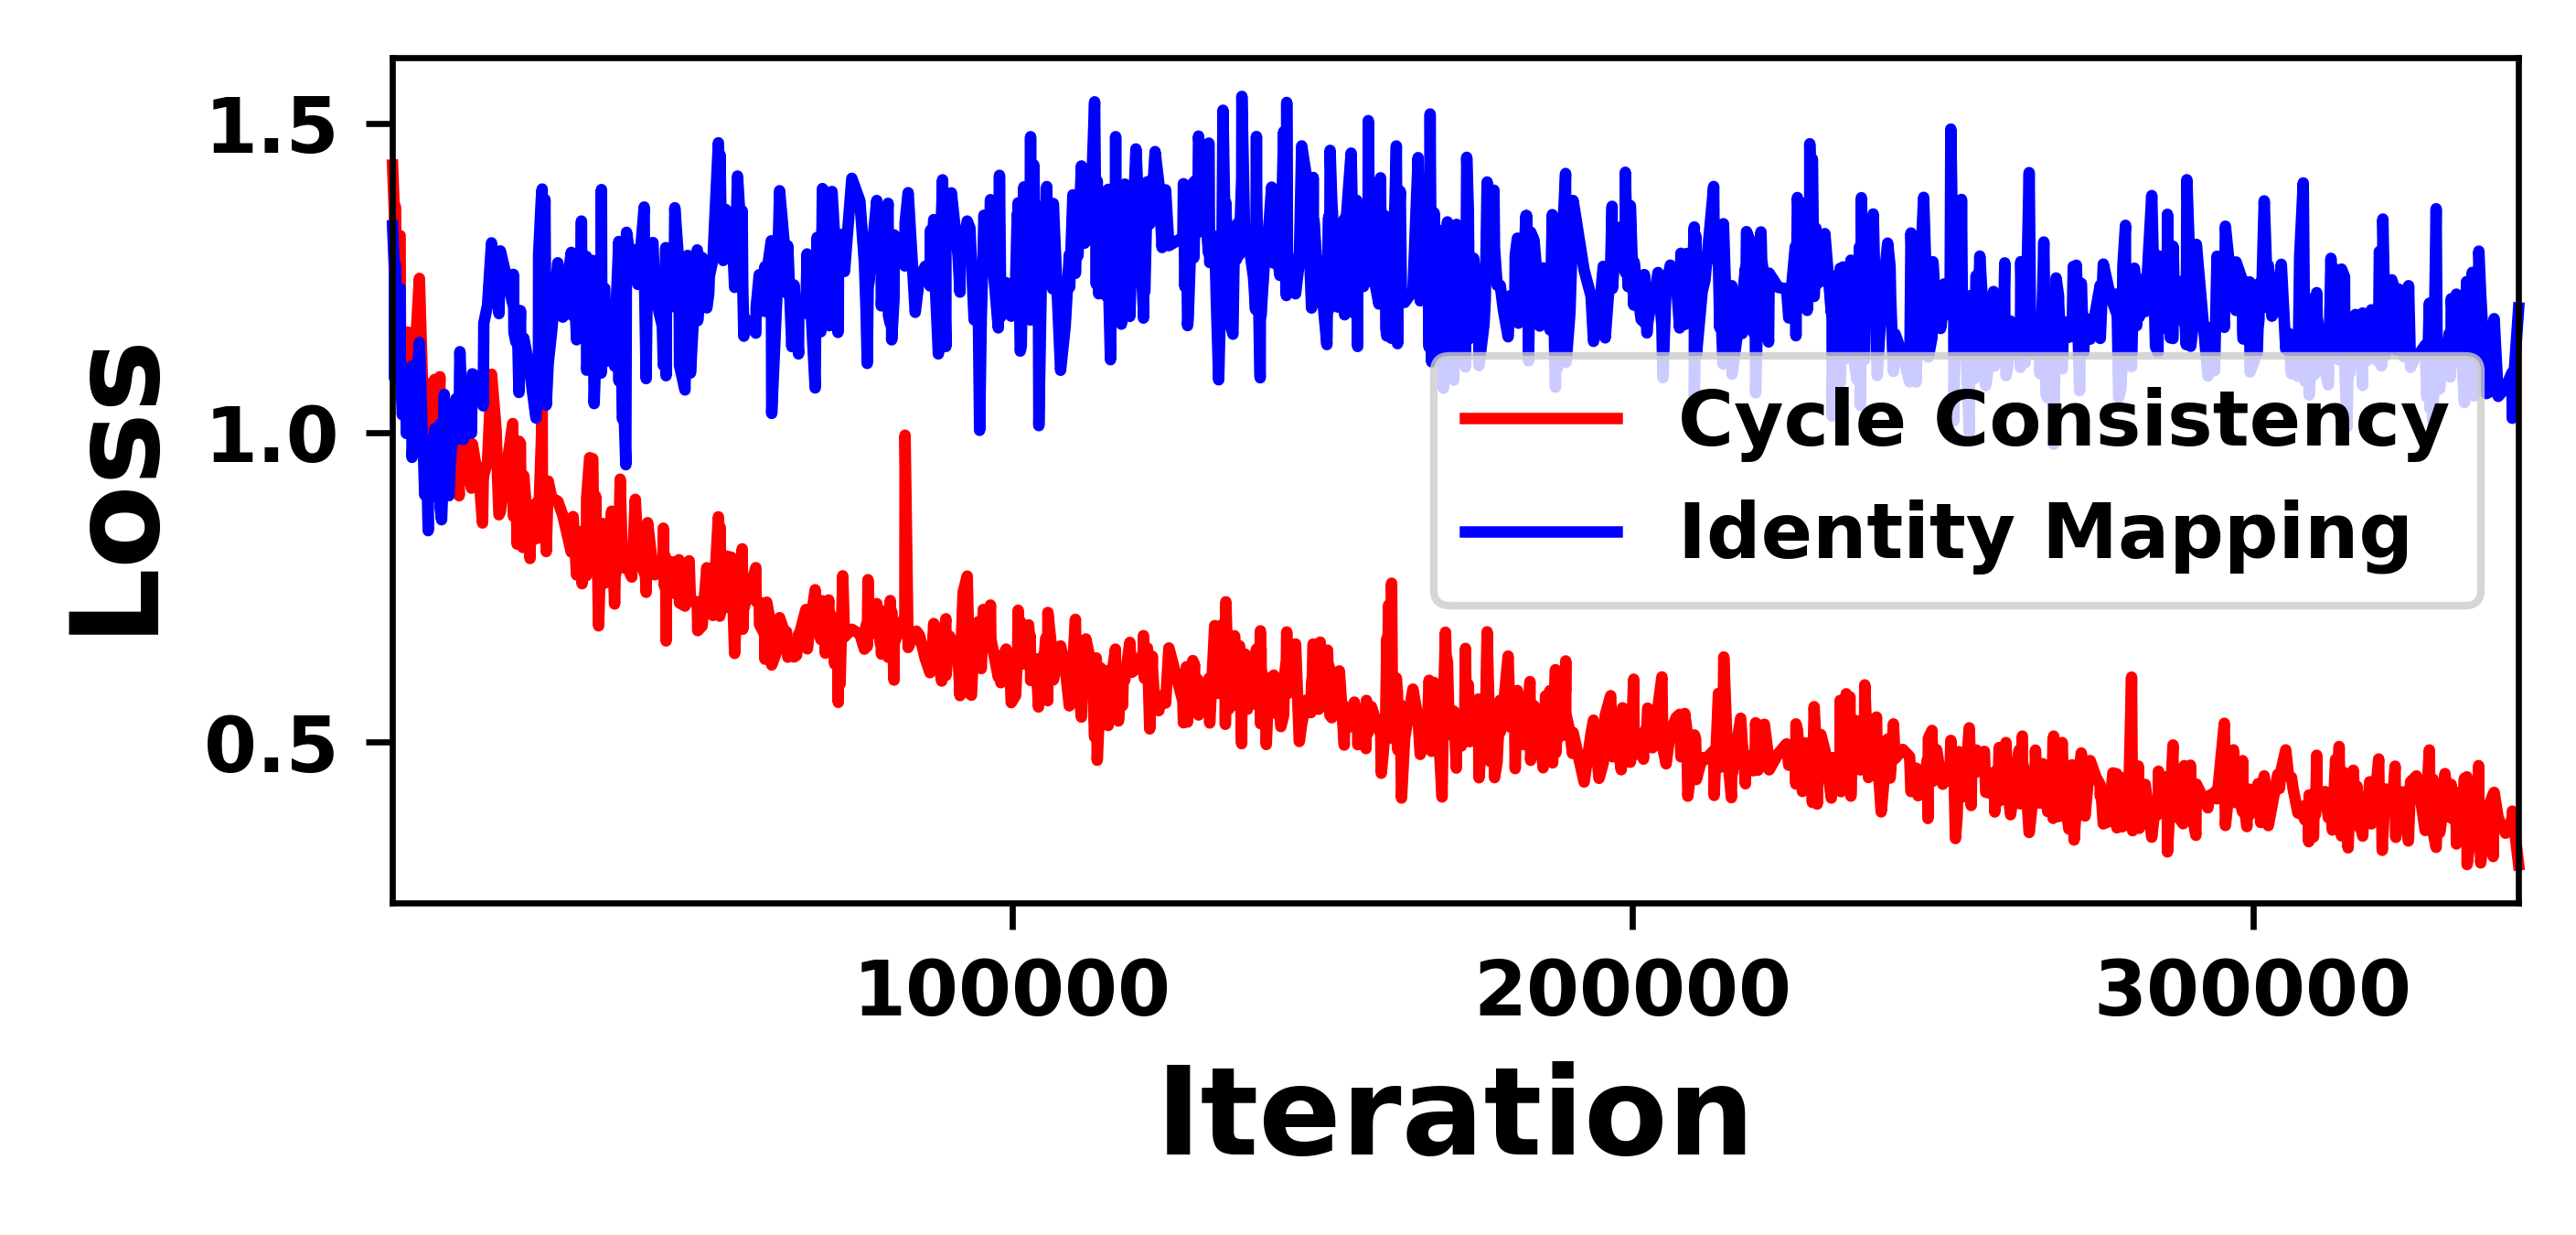 1.5
1.0
0.5
Loss
Cycle Consistency
Identity Mapping
100000 200000 300000
Iteration